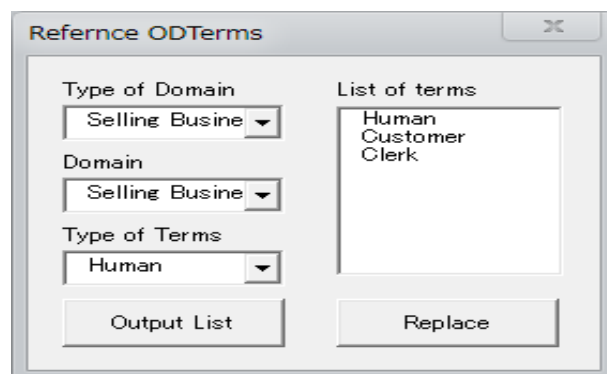 Refernce ODTerms
Type of Domain
Selling Busine
Domain
Selling Busine
Type of Terms
Human
Output List
List of terms
Human
Customer
Clerk
Replace